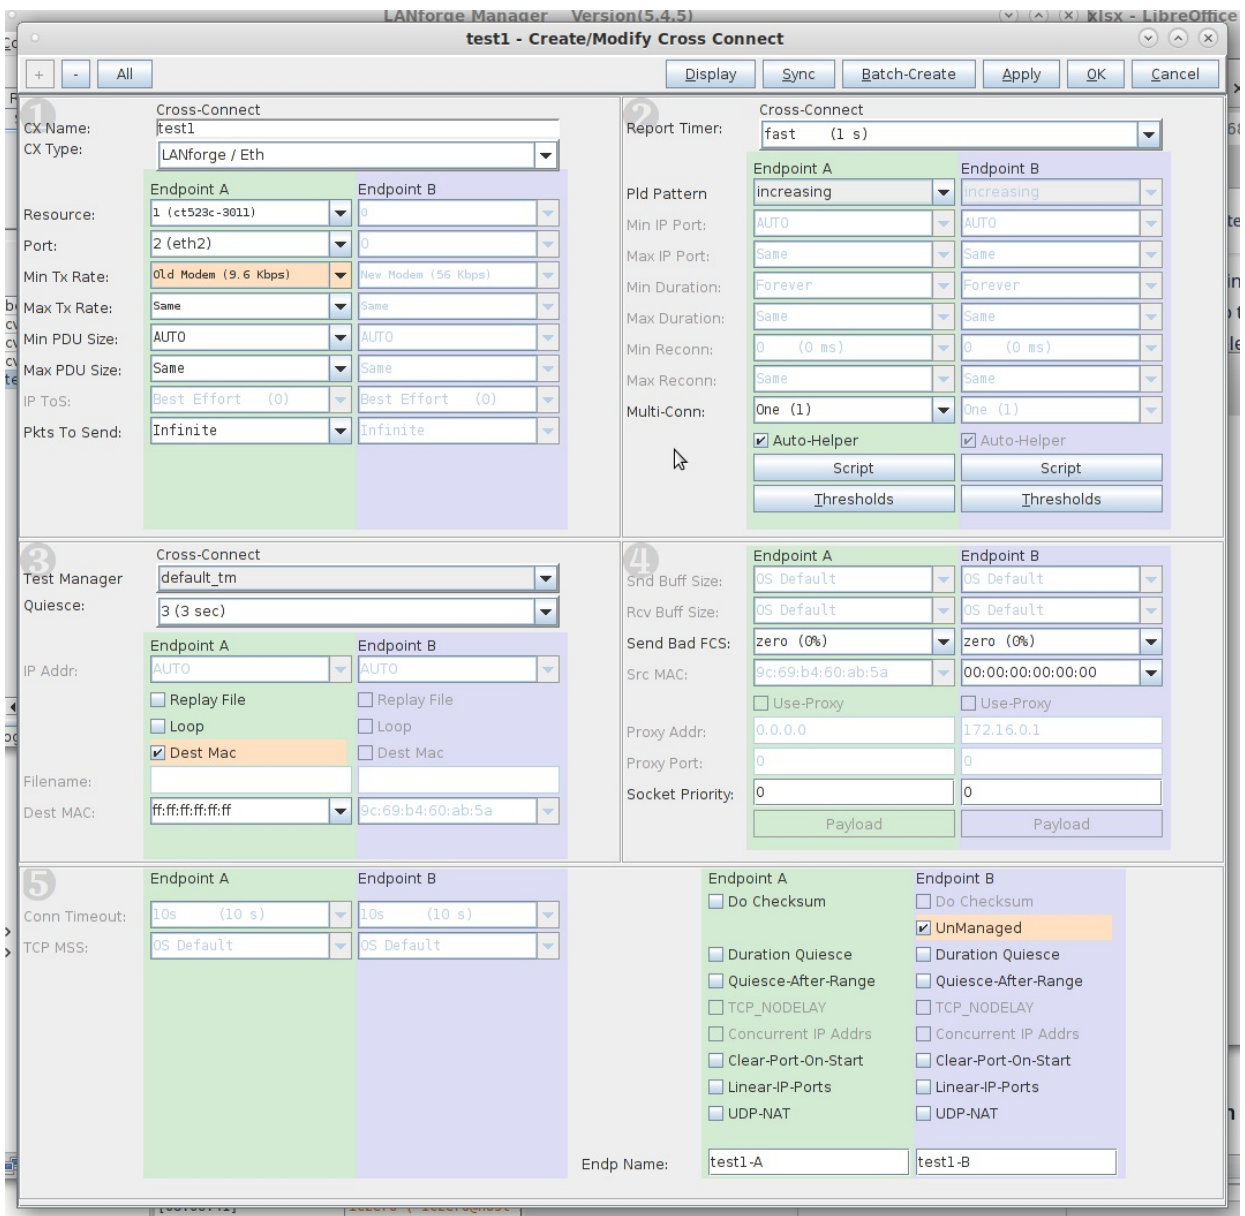 LANforge Manager Version(5.4.5)
xlsx - LibreOffice
test1 - Create/Modify Cross Connect
+ - All Display Sync Batch-Create Apply OK Cancel
1
Cross-Connect
CX Name: test1
CX Type: LANforge / Eth
Endpoint A Endpoint B
Resource: 1 (ct523c-3011) 0
Port: 2 (eth2) 0
Min Tx Rate: Old Modem (9.6 Kbps) New Modem (56 Kbps)
Max Tx Rate: Same Same
Min PDU Size: AUTO AUTO
Max PDU Size: Same Same
IP ToS: Best Effort (0) Best Effort (0)
Pkts To Send: Infinite Infinite
2
Cross-Connect
Report Timer: fast (1 s)
Endpoint A Endpoint B
Pld Pattern increasing increasing
Min IP Port: AUTO AUTO
Max IP Port: Same Same
Min Duration: Forever Forever
Max Duration: Same Same
Min Reconn: 0 (0 ms) 0 (0 ms)
Max Reconn: Same Same
Multi-Conn: One (1) One (1)
Auto-Helper Auto-Helper
Script Script
Thresholds Thresholds
3
Cross-Connect
Test Manager default_tm
Quiesce: 3 (3 sec)
Endpoint A Endpoint B
IP Addr: AUTO AUTO
Replay File Replay File
Loop Loop
Dest Mac Dest Mac
Filename:
Dest MAC: ff:ff:ff:ff:ff:ff 9c:69:b4:60:ab:5a
4
Endpoint A Endpoint B
Snd Buff Size: OS Default OS Default
Rcv Buff Size: OS Default OS Default
Send Bad FCS: zero (0%) zero (0%)
Src MAC: 9c:69:b4:60:ab:5a 00:00:00:00:00:00
Use-Proxy Use-Proxy
Proxy Addr: 0.0.0.0 172.16.0.1
Proxy Port: 0 0
Socket Priority: 0 0
Payload Payload
5
Endpoint A Endpoint B
Conn Timeout: 10s (10 s) 10s (10 s)
TCP MSS: OS Default OS Default
Endpoint A Endpoint B
Do Checksum Do Checksum
UnManaged
Duration Quiesce Duration Quiesce
Quiesce-After-Range Quiesce-After-Range
TCP_NODELAY TCP_NODELAY
Concurrent IP Addrs Concurrent IP Addrs
Clear-Port-On-Start Clear-Port-On-Start
Linear-IP-Ports Linear-IP-Ports
UDP-NAT UDP-NAT
Endp Name: test1-A test1-B